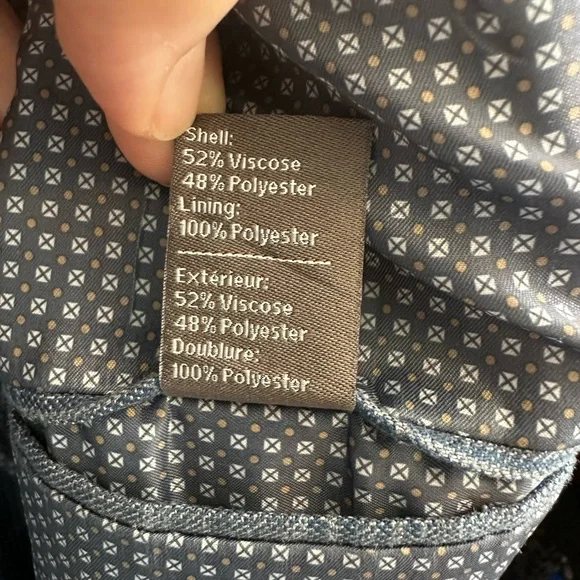 Shell:
52% Viscose
48% Polyester
Lining:
100% Polyester
Extérieur:
52% Viscose
48% Polyester
Doublure:
100% Polyester